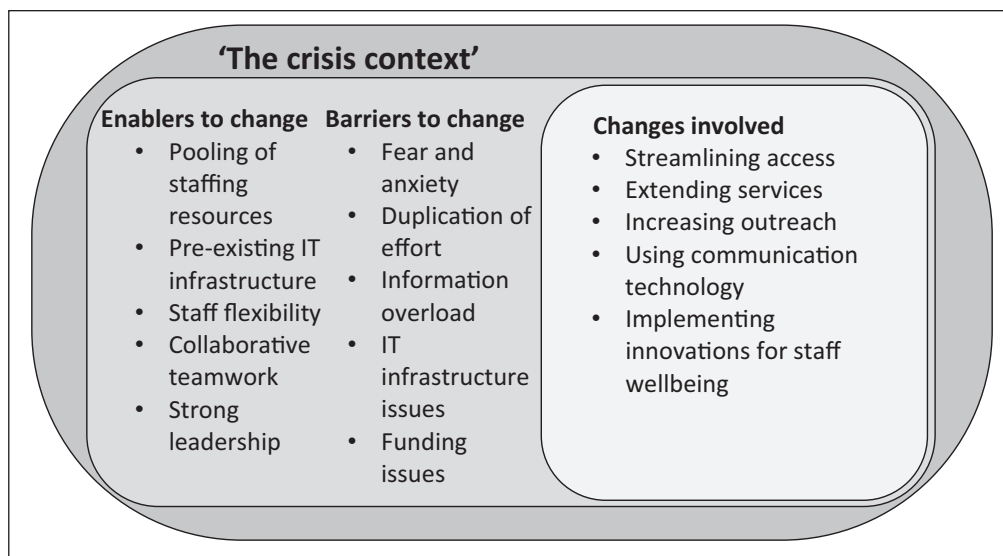 ‘The crisis context’
Enablers to change
• Pooling of
staffing
resources
• Pre-existing IT
infrastructure
• Staff flexibility
• Collaborative
teamwork
• Strong
leadership
Barriers to change
• Fear and
anxiety
• Duplication of
effort
• Information
overload
• IT
infrastructure
issues
• Funding
issues
Changes involved
• Streamlining access
• Extending services
• Increasing outreach
• Using communication
technology
• Implementing
innovations for staff
wellbeing